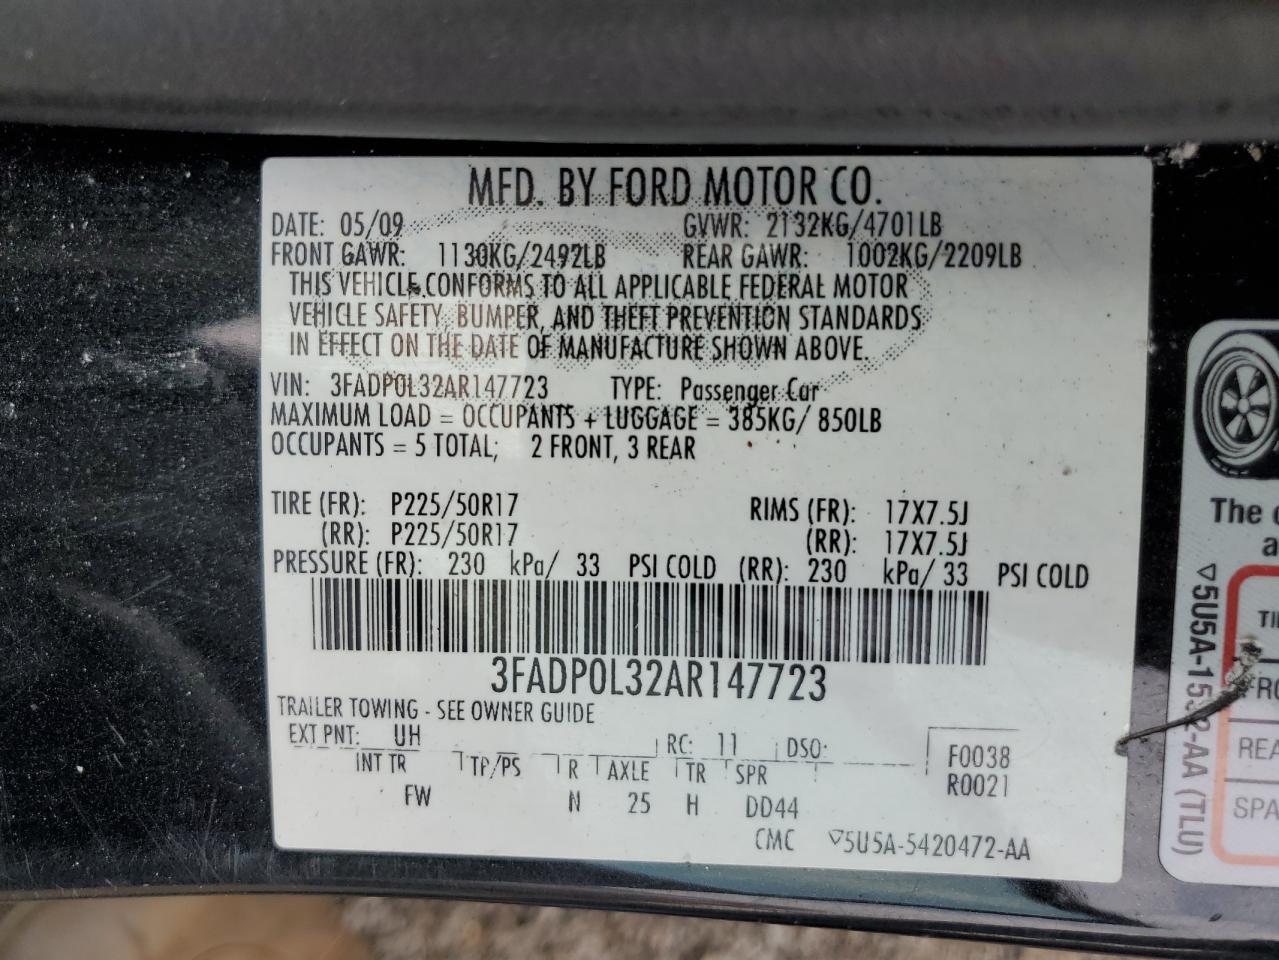 MFD. BY FORD MOTOR CO.
DATE: 05/09 GVWR: 2132KG/4701LB
FRONT GAWR: 1130KG/2492LB REAR GAWR: 1002KG/2209LB
THIS VEHICLE CONFORMS TO ALL APPLICABLE FEDERAL MOTOR
VEHICLE SAFETY, BUMPER, AND THEFT PREVENTION STANDARDS
IN EFFECT ON THE DATE OF MANUFACTURE SHOWN ABOVE.
VIN: 3FADP0L32AR147723 TYPE: Passenger Car
MAXIMUM LOAD = OCCUPANTS + LUGGAGE = 385KG/ 850LB
OCCUPANTS = 5 TOTAL; 2 FRONT, 3 REAR
TIRE (FR): P225/50R17 RIMS (FR): 17X7.5J
(RR): P225/50R17 (RR): 17X7.5J
PRESSURE (FR): 230 kPa/ 33 PSI COLD (RR): 230 kPa/ 33 PSI COLD
3FADP0L32AR147723
TRAILER TOWING - SEE OWNER GUIDE
EXT PNT: UH RC: 11 DSO: F0038
INT TR TP/PS R AXLE TR SPR R0021
FW N 25 H DD44
CMC ▽5U5A-5420472-AA
The
▽5U5A-1532-AA (TLU)